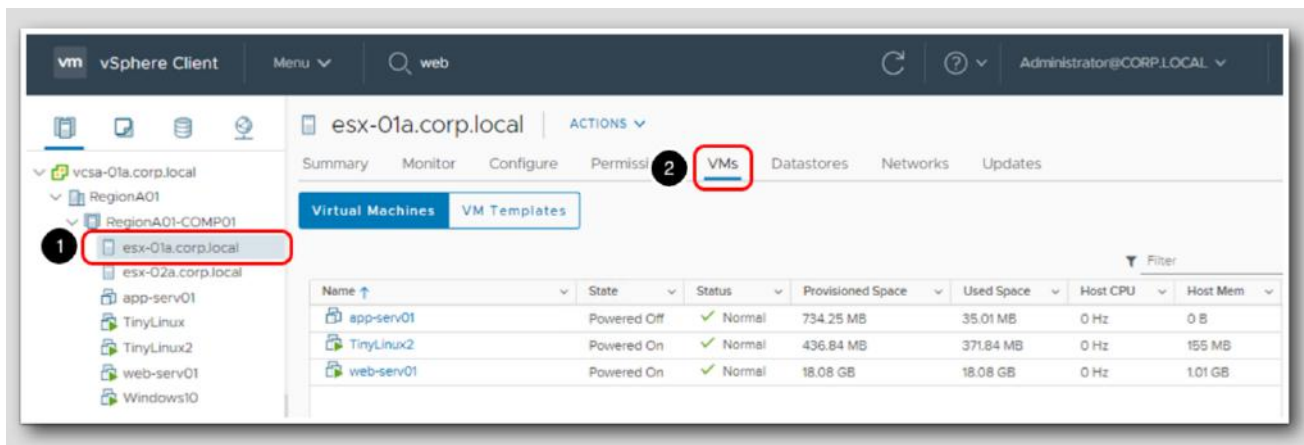 vm vSphere Client Menu web Administrator@CORP.LOCAL
esx-01a.corp.local ACTIONS
Summary Monitor Configure Permissi 2 VMs Datastores Networks Updates
vcsa-01a.corp.local
RegionA01
RegionA01-COMP01
1 esx-01a.corp.local
esx-02a.corp.local
app-serv01
TinyLinux
TinyLinux2
web-serv01
Windows10
Virtual Machines VM Templates
Filter
Name State Status Provisioned Space Used Space Host CPU Host Mem
app-serv01 Powered Off Normal 734.25 MB 35.01 MB 0 Hz 0 B
TinyLinux2 Powered On Normal 436.84 MB 371.84 MB 0 Hz 155 MB
web-serv01 Powered On Normal 18.08 GB 18.08 GB 0 Hz 1.01 GB